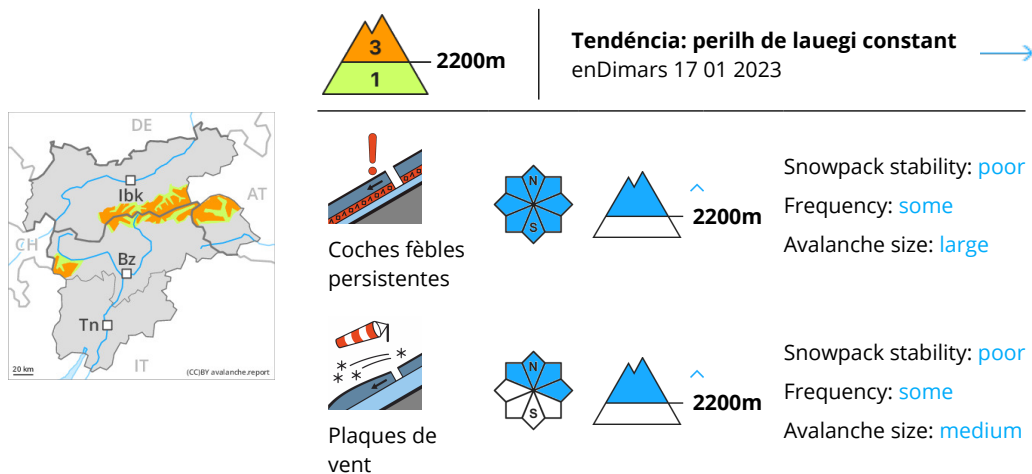 3
1
2200m
Tendéncia: perilh de lauegi constant
enDimars 17 01 2023
DE
Ibk
AT
CH
Bz
Tn
IT
20 km
(CC)BY avalanche.report
N
S
2200m
Coches fèbles
persistentes
Snowpack stability: poor
Frequency: some
Avalanche size: large
N
S
2200m
Plaques de
vent
Snowpack stability: poor
Frequency: some
Avalanche size: medium